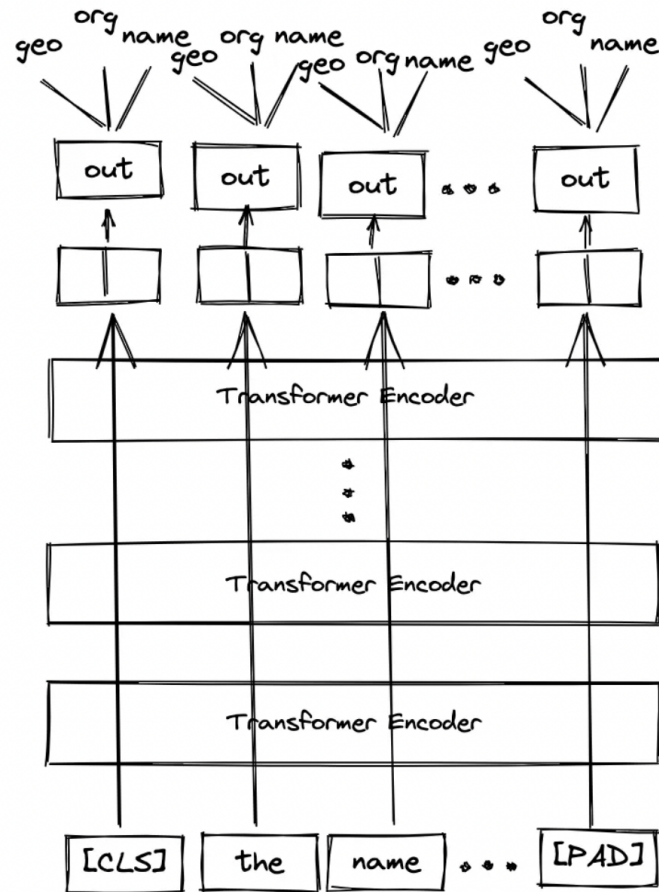 geo org name geo org name geo org name geo org name
out out out out
Transformer Encoder
Transformer Encoder
Transformer Encoder
[CLS] the name [PAD]